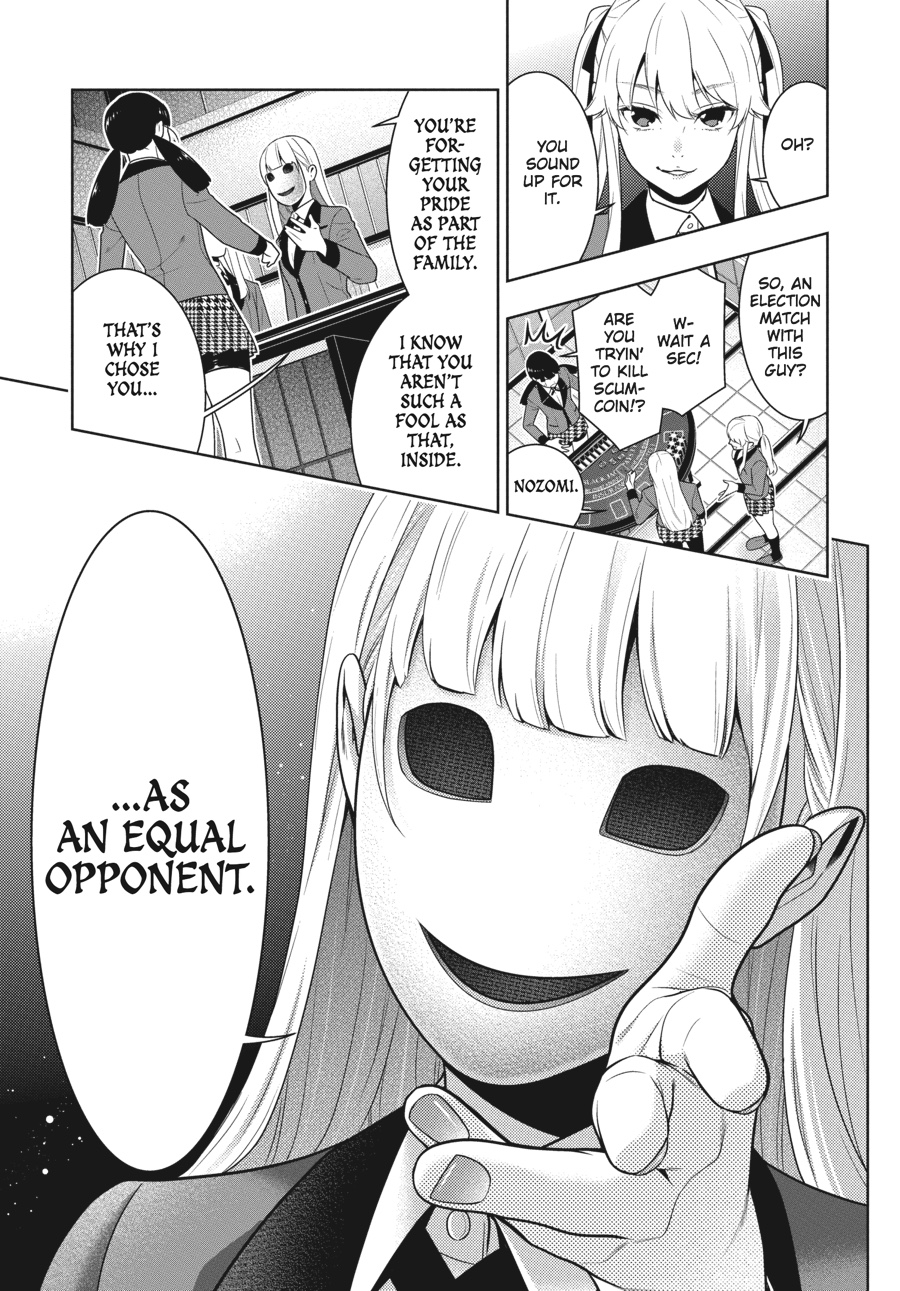 OH?
YOU
SOUND
UP FOR
IT.
SO, AN
ELECTION
MATCH
WITH
THIS
GUY?
W-
WAIT A
SEC!
ARE
YOU
TRYIN'
TO KILL
SCUM-
COIN!?
NOZOMI.
YOU'RE
FOR-
GETTING
YOUR
PRIDE
AS PART
OF THE
FAMILY.
I KNOW
THAT YOU
AREN'T
SUCH A
FOOL AS
THAT,
INSIDE.
THAT'S
WHY I
CHOSE
YOU...
...AS
AN EQUAL
OPPONENT.